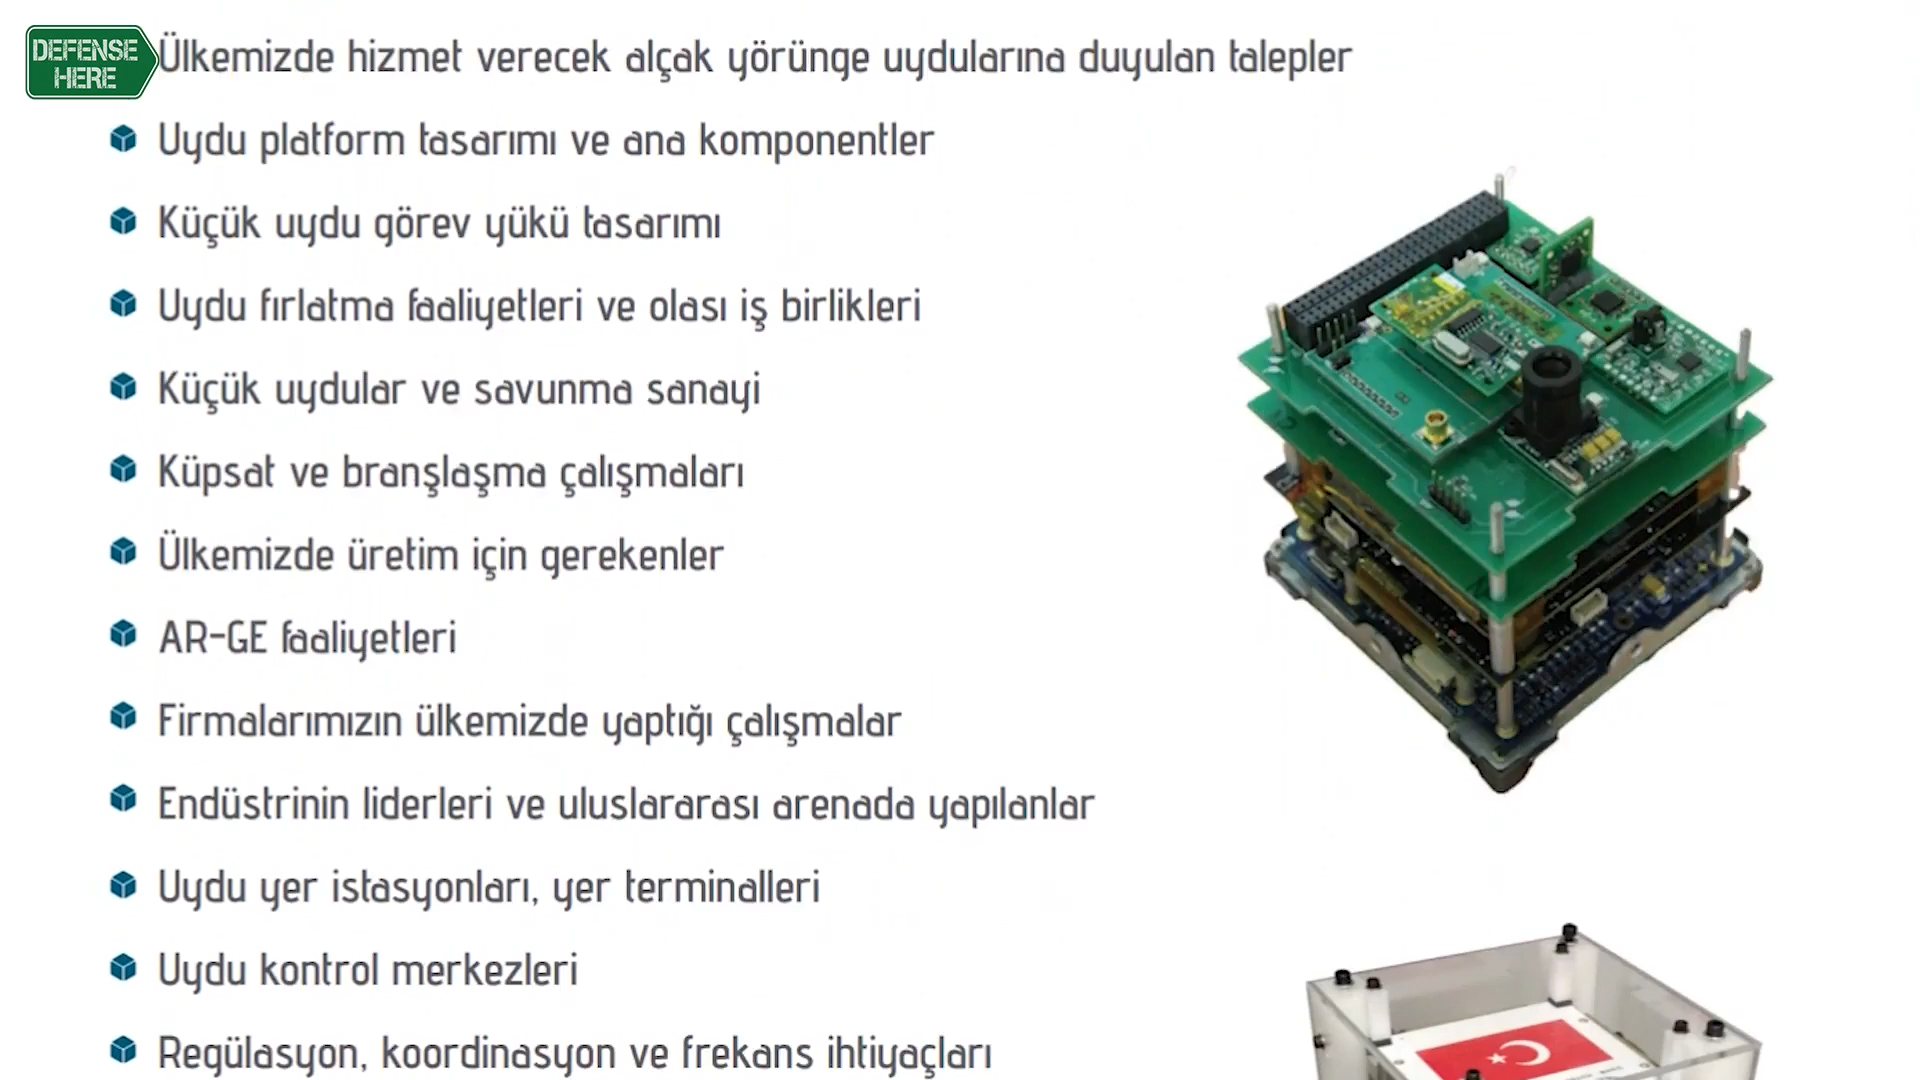 DEFENSE
HERE
Ülkemizde hizmet verecek alçak yörünge uydularına duyulan talepler
Uydu platform tasarımı ve ana komponentler
Küçük uydu görev yükü tasarımı
Uydu fırlatma faaliyetleri ve olası iş birlikleri
Küçük uydular ve savunma sanayi
Küpsat ve branşlaşma çalışmaları
Ülkemizde üretim için gerekenler
AR-GE faaliyetleri
Firmalarımızın ülkemizde yaptığı çalışmalar
Endüstrinin liderleri ve uluslararası arenada yapılanlar
Uydu yer istasyonları, yer terminalleri
Uydu kontrol merkezleri
Regülasyon, koordinasyon ve frekans ihtiyaçları